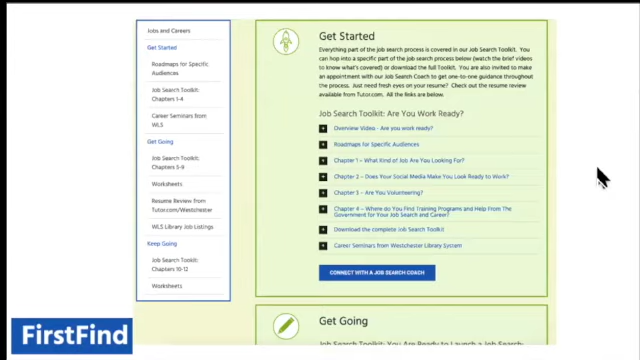 Jobs and Careers
Get Started
Roadmaps for Specific
Audiences
Job Search Toolkit:
Chapters 1-4
Career Seminars from
WLS
Get Going
Job Search Toolkit:
Chapters 5-9
Worksheets
Resume Review from
Tutor.com/Westchester
WLS Library Job Listings
Keep Going
Job Search Toolkit:
Chapters 10-12
Worksheets
Get Started
Everything part of the job search process is covered in our Job Search Toolkit. You
can hop into a specific part of the job search process below (watch the brief videos
to know what's covered) or download the full Toolkit. You are also invited to make
an appointment with our Job Search Coach to get one-to-one guidance throughout
the process. Just need fresh eyes on your resume? Check out the resume review
available from Tutor.com. All the links are below.
Job Search Toolkit: Are You Work Ready?
Overview Video - Are you work ready?
Roadmaps for Specific Audiences
Chapter 1 – What Kind of Job Are You Looking For?
Chapter 2 – Does Your Social Media Make You Look Ready to Work?
Chapter 3 – Are You Volunteering?
Chapter 4 – Where do You Find Training Programs and Help From The
Government for Your Job Search and Career?
Download the complete Job Search Toolkit
Career Seminars from Westchester Library System
CONNECT WITH A JOB SEARCH COACH
Get Going
Job Search Toolkit: You Are Ready to Launch a Job Search-
FirstFind